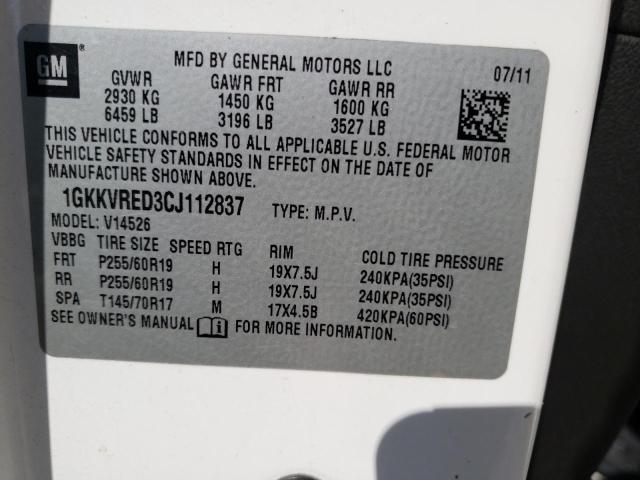 GM ®
MFD BY GENERAL MOTORS LLC 07/11
GVWR GAWR FRT GAWR RR
2930 KG 1450 KG 1600 KG
6459 LB 3196 LB 3527 LB
THIS VEHICLE CONFORMS TO ALL APPLICABLE U.S. FEDERAL MOTOR
VEHICLE SAFETY STANDARDS IN EFFECT ON THE DATE OF
MANUFACTURE SHOWN ABOVE.
1GKKVRED3CJ112837 TYPE: M.P.V.
MODEL: V14526
VBBG TIRE SIZE SPEED RTG RIM COLD TIRE PRESSURE
FRT P255/60R19 H 19X7.5J 240KPA(35PSI)
RR P255/60R19 H 19X7.5J 240KPA(35PSI)
SPA T145/70R17 M 17X4.5B 420KPA(60PSI)
SEE OWNER'S MANUAL FOR MORE INFORMATION.